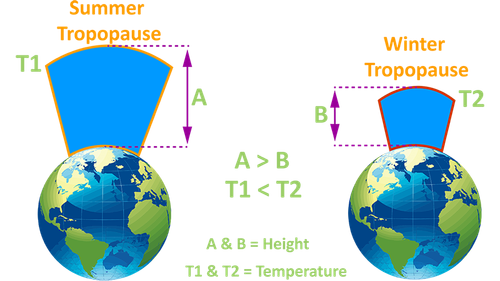 Summer
Tropopause
T1
A
Winter
Tropopause
T2
B
A > B
T1 < T2
A & B = Height
T1 & T2 = Temperature